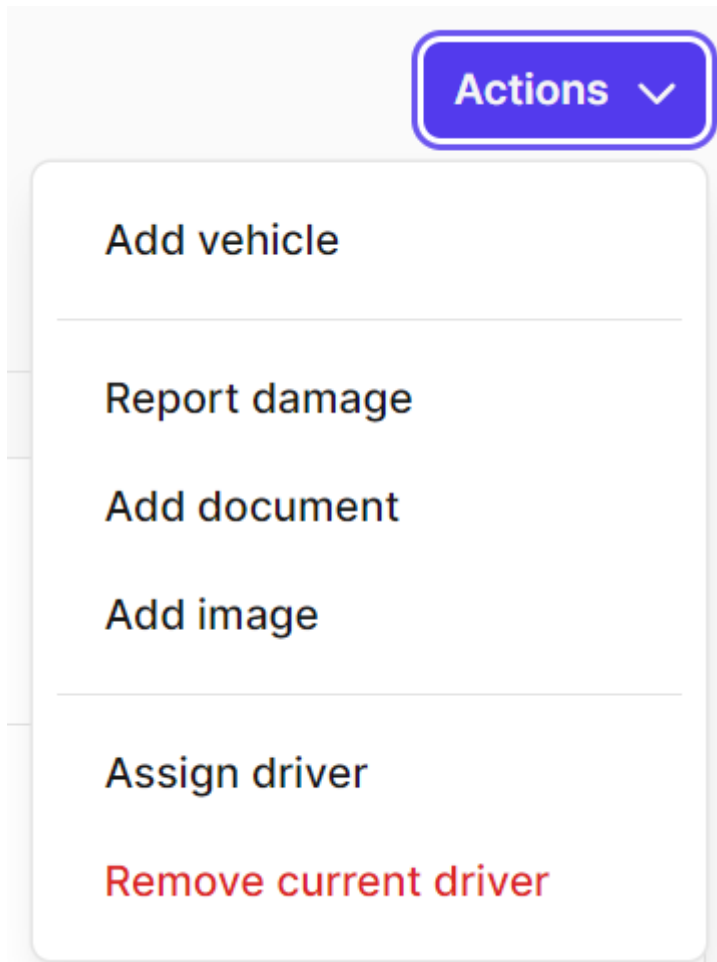 Actions
Add vehicle
Report damage
Add document
Add image
Assign driver
Remove current driver